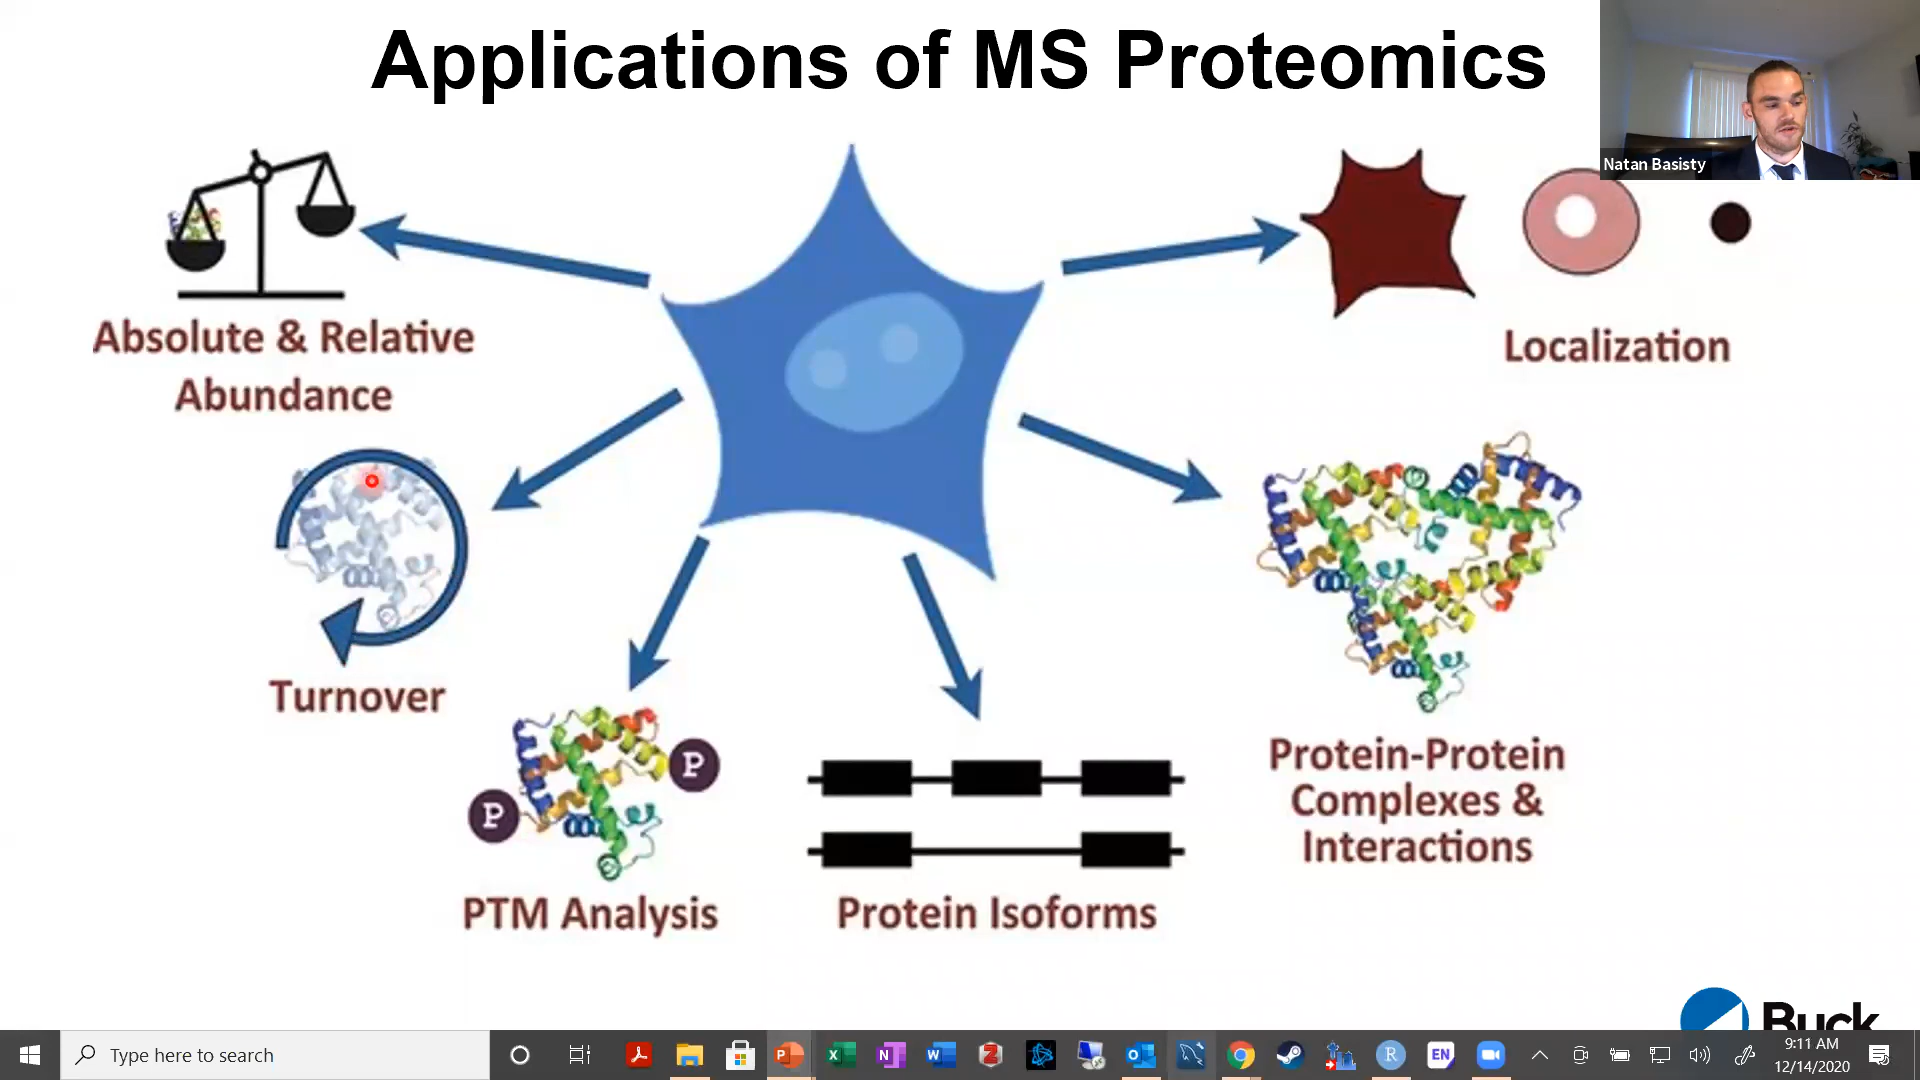 Applications of MS Proteomics
Natan Basisty
Absolute & Relative
Abundance
Localization
Turnover
P
P
PTM Analysis
Protein Isoforms
Protein-Protein
Complexes &
Interactions
Buck
Type here to search
EN
9:11 AM
12/14/2020